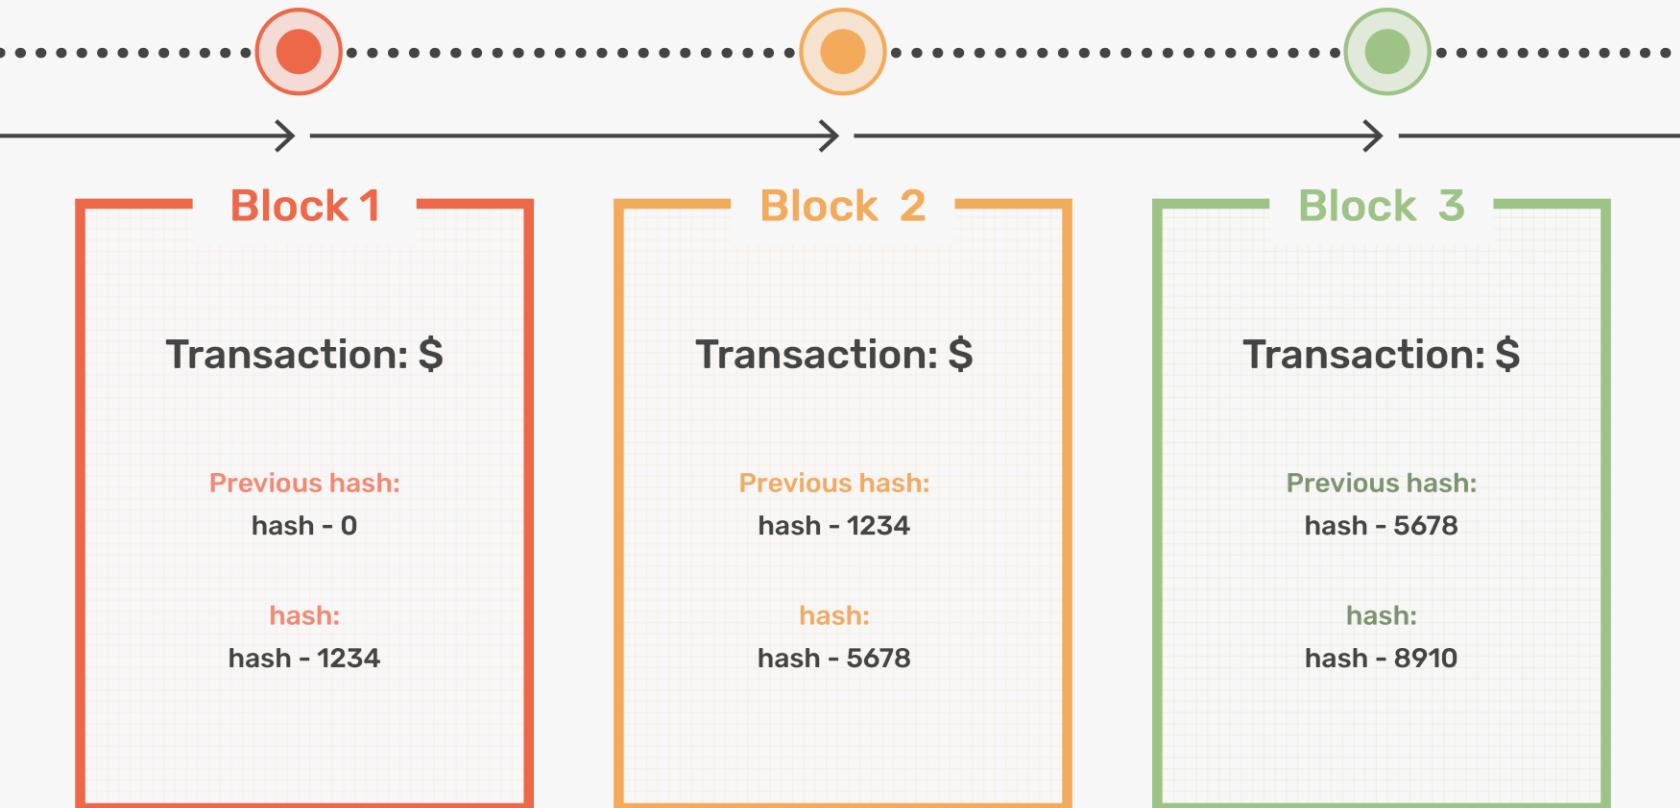 Block 1
Transaction: $
Previous hash:
hash - 0
hash:
hash - 1234
Block 2
Transaction: $
Previous hash:
hash - 1234
hash:
hash - 5678
Block 3
Transaction: $
Previous hash:
hash - 5678
hash:
hash - 8910